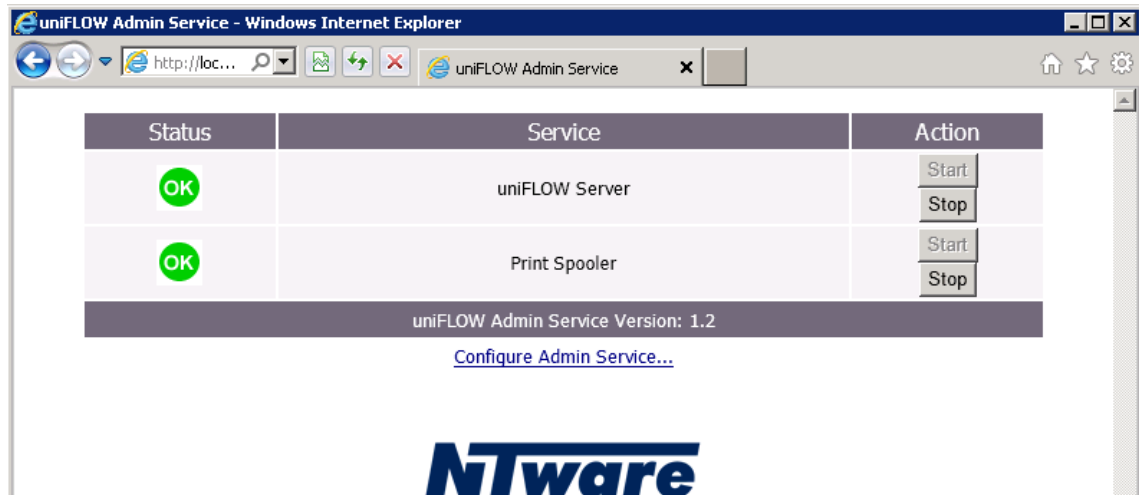 uniFLOW Admin Service - Windows Internet Explorer
http://loc...
uniFLOW Admin Service
Status Service Action
OK uniFLOW Server Start
Stop
OK Print Spooler Start
Stop
uniFLOW Admin Service Version: 1.2
Configure Admin Service...
NTware